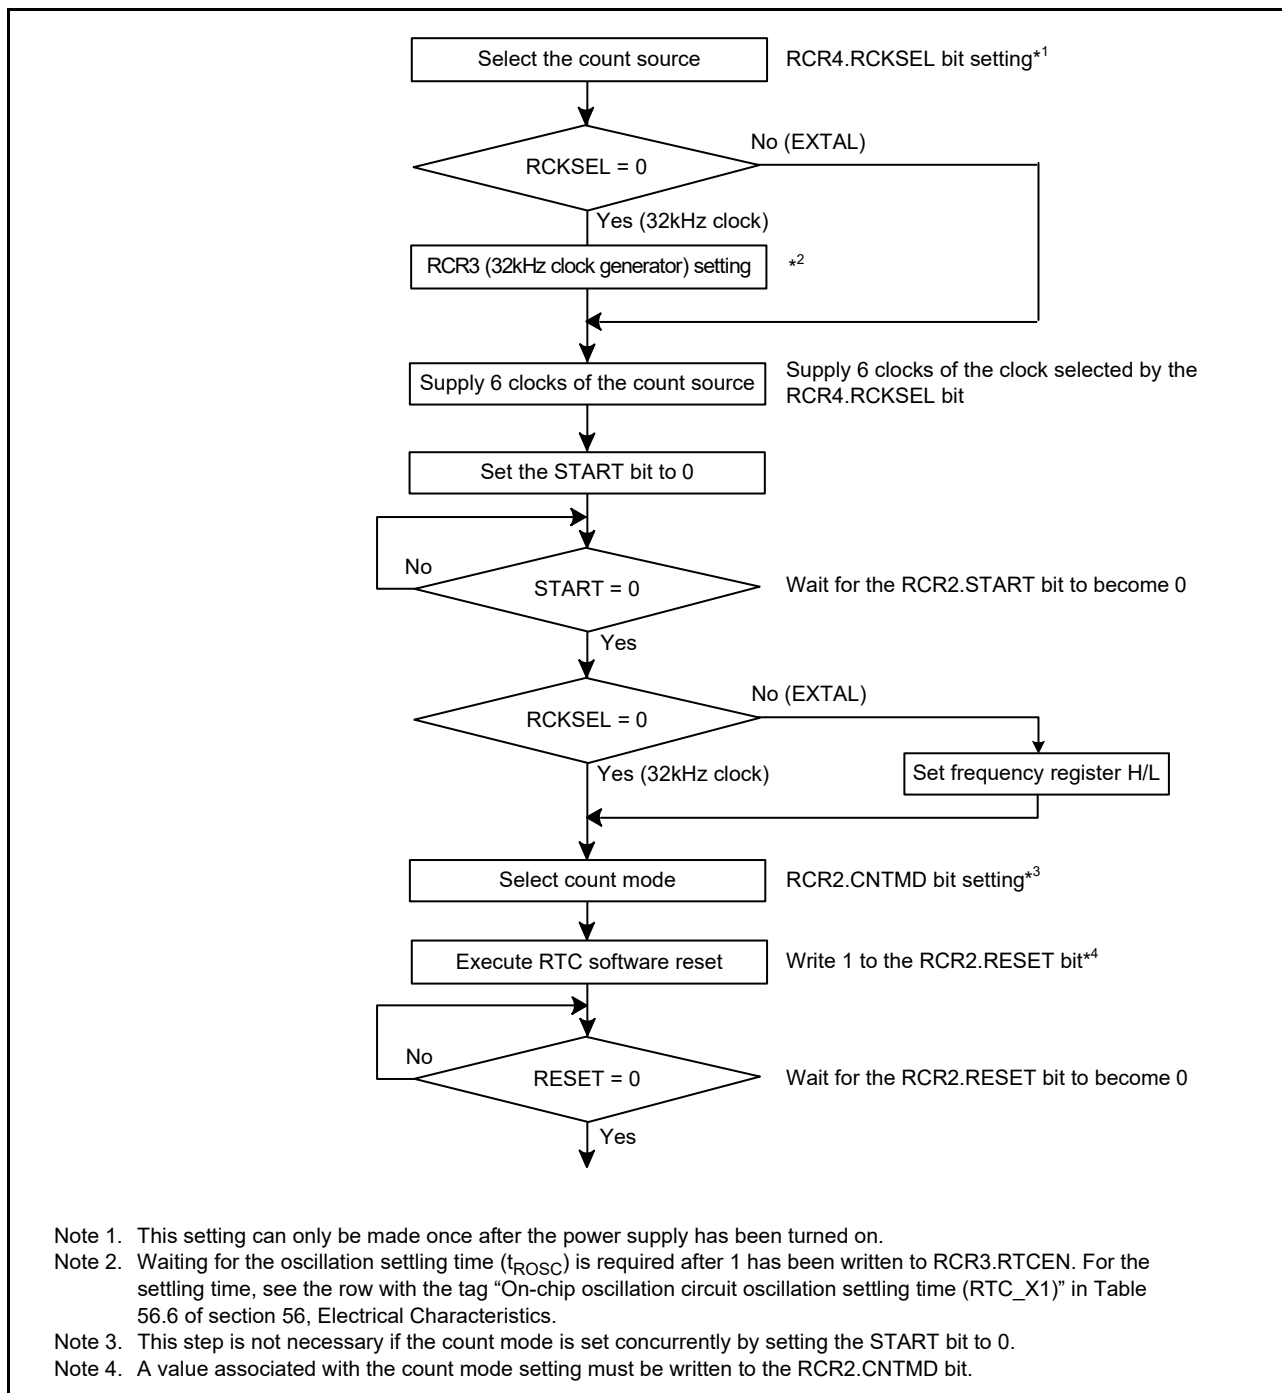 Select the count source
RCR4.RCKSEL bit setting*1
No (EXTAL)
RCKSEL = 0
Yes (32kHz clock)
RCR3 (32kHz clock generator) setting
*2
Supply 6 clocks of the count source
Supply 6 clocks of the clock selected by the
RCR4.RCKSEL bit
Set the START bit to 0
No
START = 0
Wait for the RCR2.START bit to become 0
Yes
No (EXTAL)
RCKSEL = 0
Yes (32kHz clock)
Set frequency register H/L
Select count mode
RCR2.CNTMD bit setting*3
Execute RTC software reset
Write 1 to the RCR2.RESET bit*4
No
RESET = 0
Wait for the RCR2.RESET bit to become 0
Yes
Note 1. This setting can only be made once after the power supply has been turned on.
Note 2. Waiting for the oscillation settling time (tROSC) is required after 1 has been written to RCR3.RTCEN. For the
settling time, see the row with the tag “On-chip oscillation circuit oscillation settling time (RTC_X1)” in Table
56.6 of section 56, Electrical Characteristics.
Note 3. This step is not necessary if the count mode is set concurrently by setting the START bit to 0.
Note 4. A value associated with the count mode setting must be written to the RCR2.CNTMD bit.